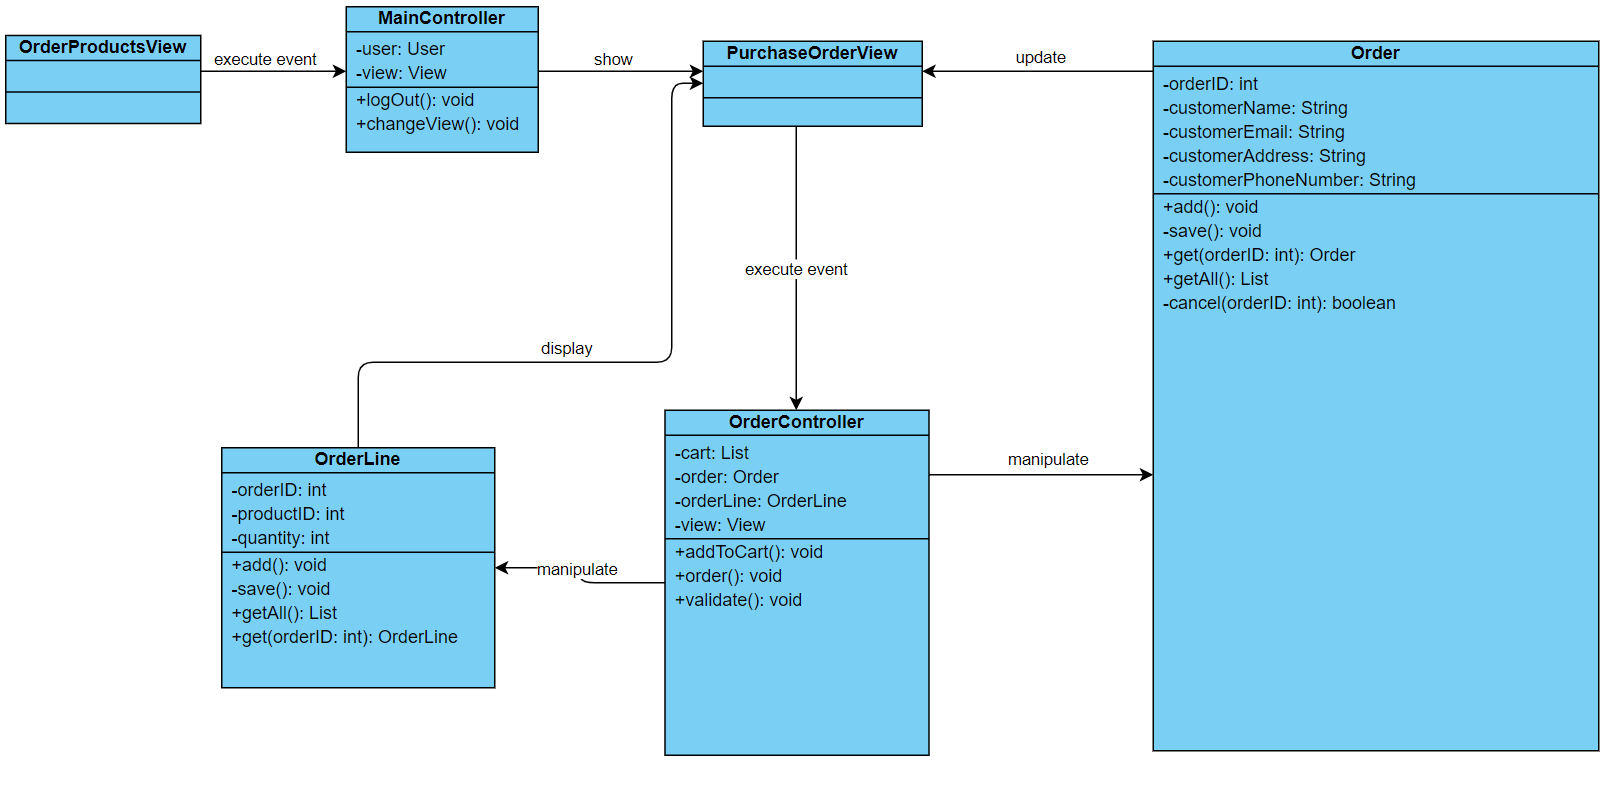 OrderProductsView
execute event
MainController
-user: User
-view: View
+logOut(): void
+changeView(): void
show
PurchaseOrderView
update
Order
-orderID: int
-customerName: String
-customerEmail: String
-customerAddress: String
-customerPhoneNumber: String
+add(): void
-save(): void
+get(orderID: int): Order
+getAll(): List
-cancel(orderID: int): boolean
execute event
display
OrderLine
-orderID: int
-productID: int
-quantity: int
+add(): void
-save(): void
+getAll(): List
+get(orderID: int): OrderLine
manipulate
OrderController
-cart: List
-order: Order
-orderLine: OrderLine
-view: View
+addToCart(): void
+order(): void
+validate(): void
manipulate